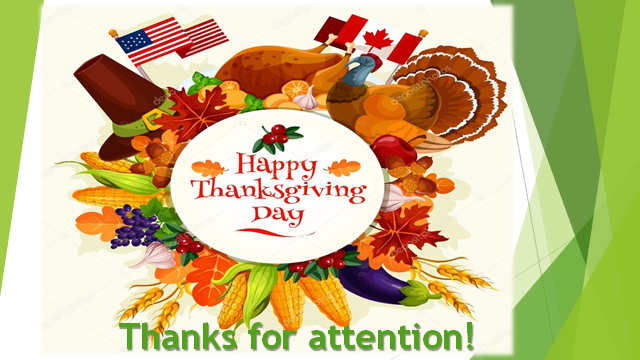 Happy
Thanksgiving
Day
Thanks for attention!